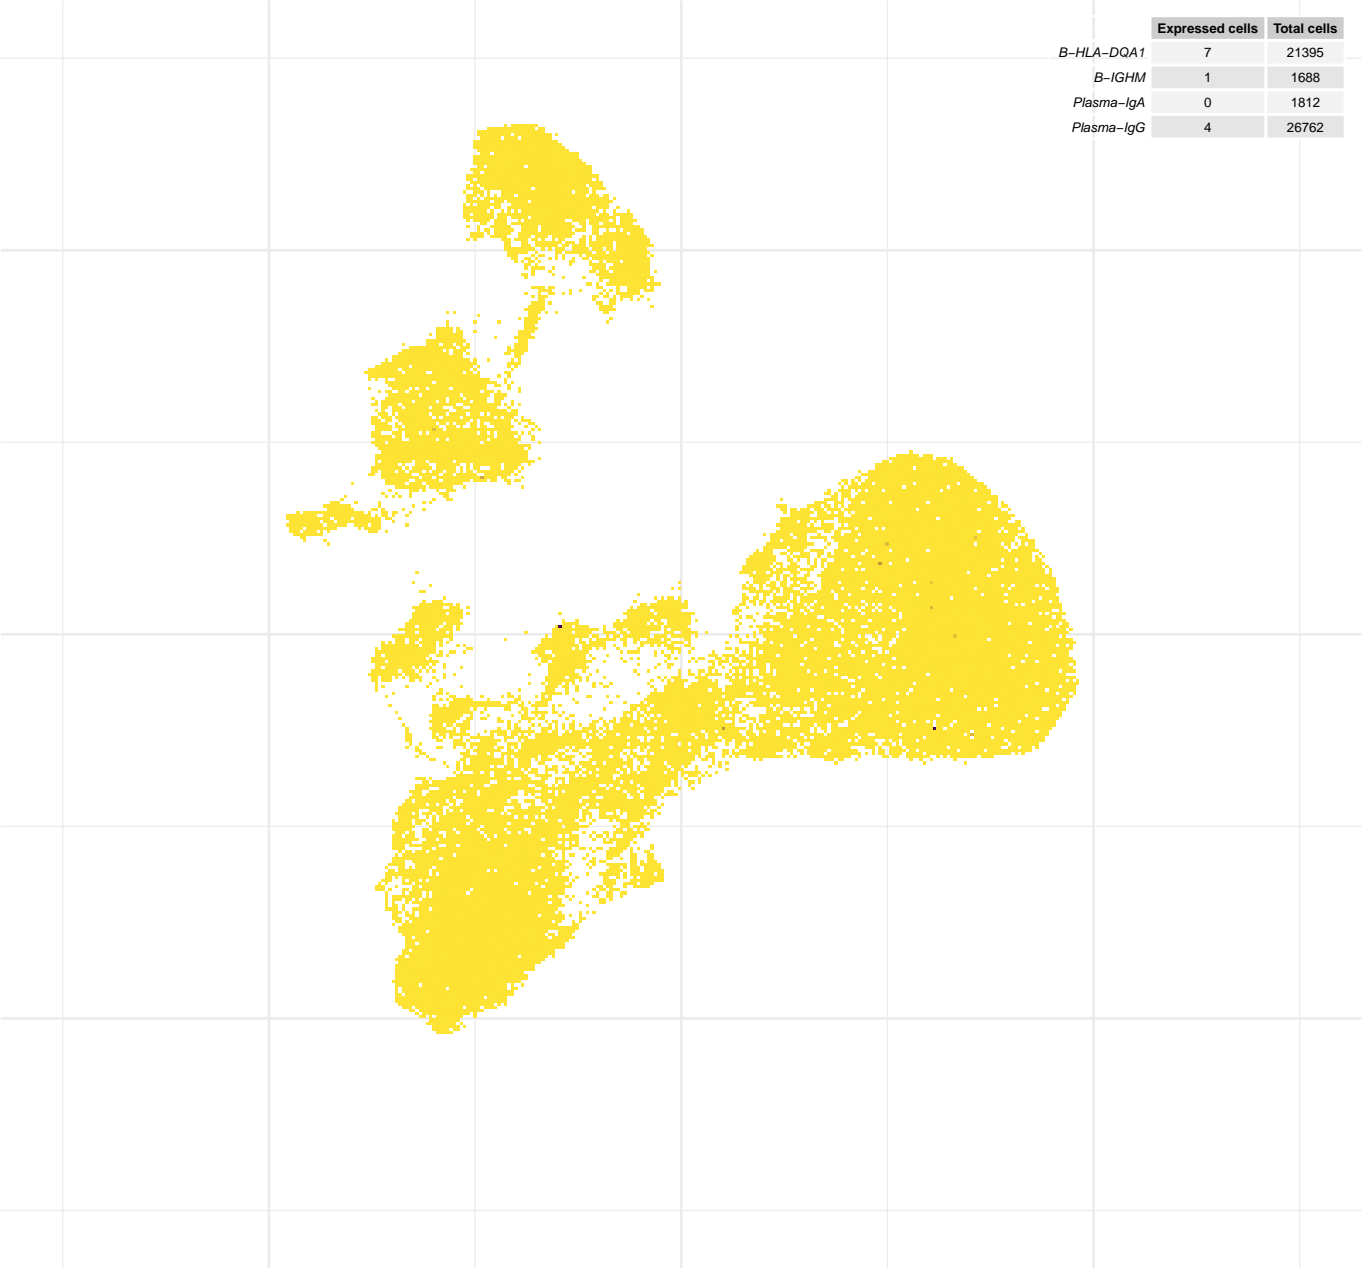 Expressed cells Total cells
B−HLA−DQA1 7 21395
B−IGHM 1 1688
Plasma−IgA 0 1812
Plasma−IgG 4 26762